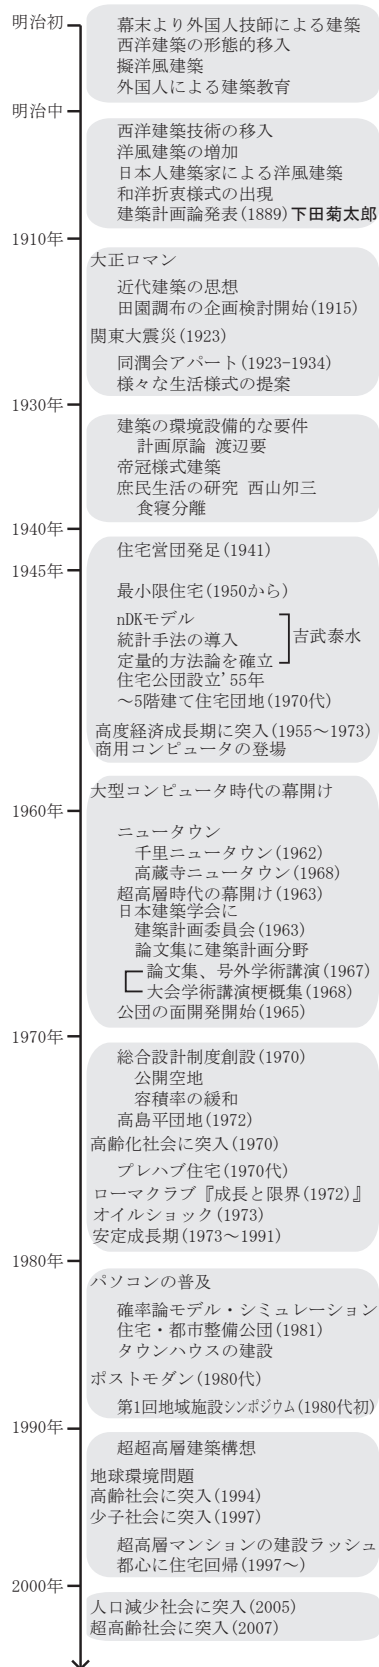 明治初
幕末より外国人技師による建築
西洋建築の形態的移入
擬洋風建築
外国人による建築教育
明治中
西洋建築技術の移入
洋風建築の増加
日本人建築家による洋風建築
和洋折衷様式の出現
建築計画論発表(1889)下田菊太郎
1910年
大正ロマン
近代建築の思想
田園調布の企画検討開始(1915)
関東大震災(1923)
同潤会アパート(1923-1934)
様々な生活様式の提案
1930年
建築の環境設備的な要件
計画原論 渡辺要
帝冠様式建築
庶民生活の研究 西山夘三
食寝分離
1940年
住宅営団発足(1941)
1945年
最小限住宅(1950から)
nDKモデル
統計手法の導入
吉武泰水
定量的方法論を確立
住宅公団設立'55年
〜5階建て住宅団地(1970代)
高度経済成長期に突入(1955〜1973)
商用コンピュータの登場
大型コンピュータ時代の幕開け
1960年
ニュータウン
千里ニュータウン(1962)
高蔵寺ニュータウン(1968)
超高層時代の幕開け(1963)
日本建築学会に
建築計画委員会(1963)
論文集に建築計画分野
論文集、号外学術講演(1967)
大会学術講演梗概集(1968)
公団の面開発開始(1965)
1970年
総合設計制度創設(1970)
公開空地
容積率の緩和
高島平団地(1972)
高齢化社会に突入(1970)
プレハブ住宅(1970代)
ローマクラブ『成長と限界(1972)』
オイルショック(1973)
安定成長期(1973〜1991)
1980年
パソコンの普及
確率論モデル・シミュレーション
住宅・都市整備公団(1981)
タウンハウスの建設
ポストモダン(1980代)
第1回地域施設シンポジウム(1980代初)
1990年
超超高層建築構想
地球環境問題
高齢社会に突入(1994)
少子社会に突入(1997)
超高層マンションの建設ラッシュ
都心に住宅回帰(1997〜)
2000年
人口減少社会に突入(2005)
超高齢社会に突入(2007)